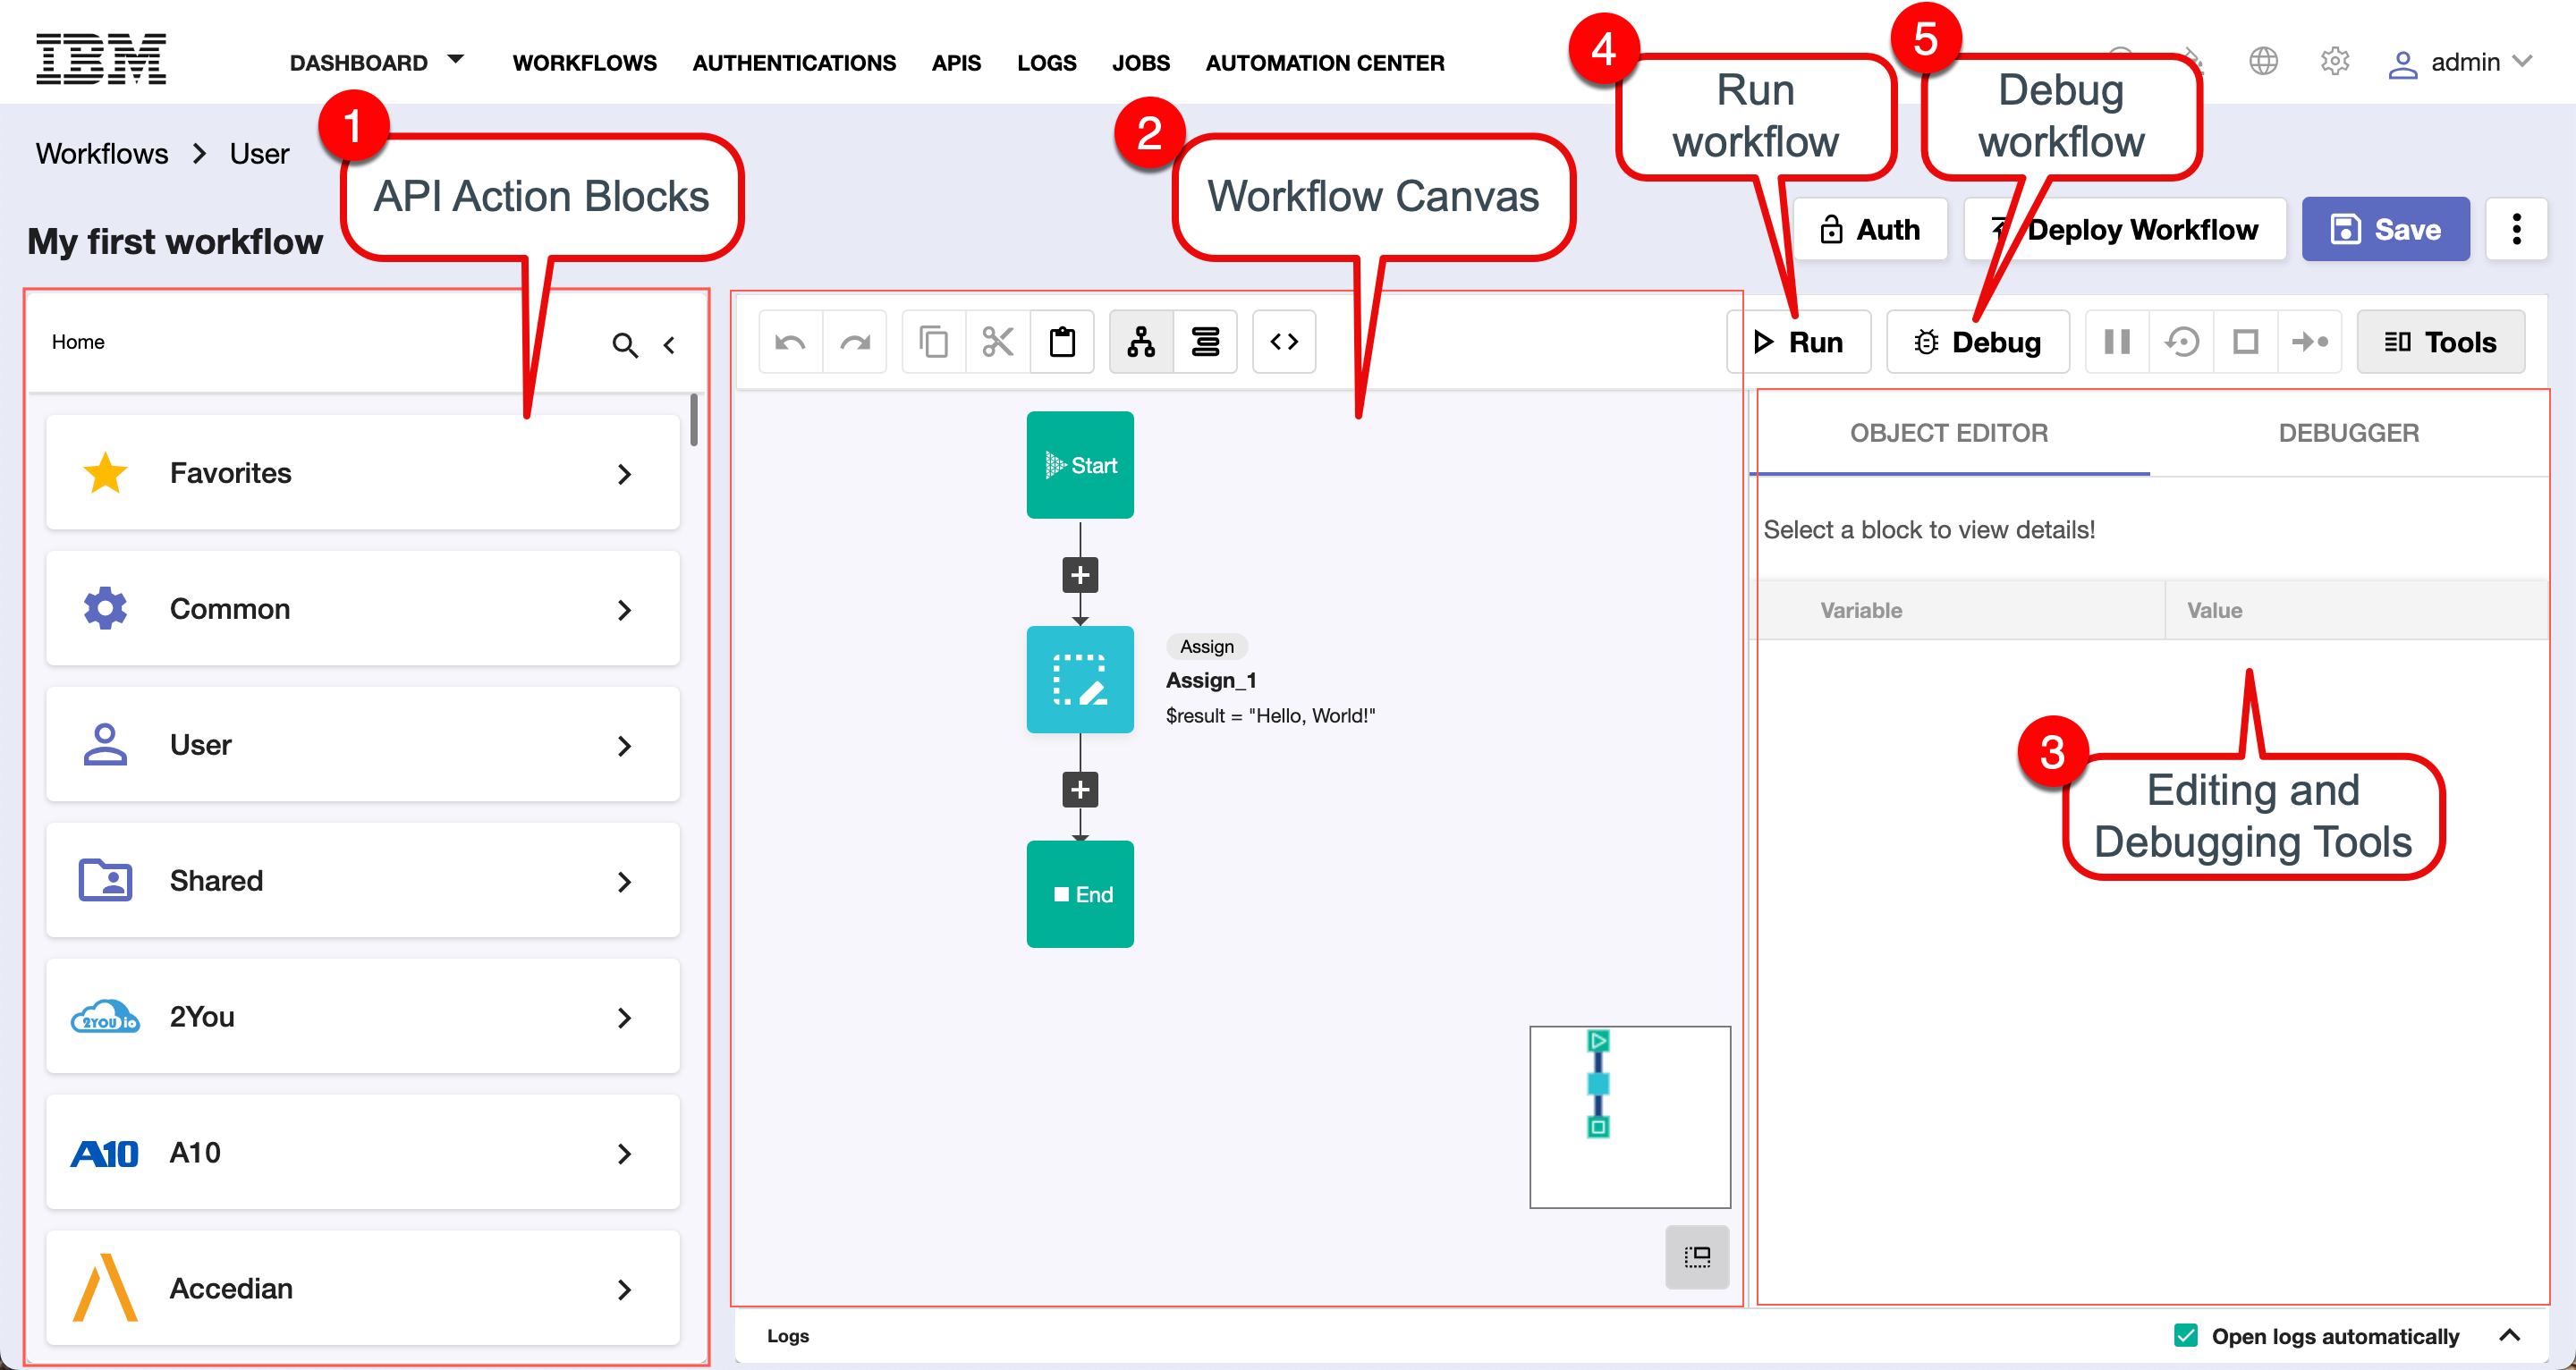 IBM
DASHBOARD WORKFLOWS AUTHENTICATIONS APIS LOGS JOBS AUTOMATION CENTER
admin
4
Run
workflow
5
Debug
workflow
Workflows > User
1
API Action Blocks
2
Workflow Canvas
My first workflow
Auth
Deploy Workflow
Save
Home
Run
Debug
Tools
Favorites
Common
User
Shared
2YOU io
2You
A10
A10
Accedian
Start
Assign
Assign_1
$result = "Hello, World!"
End
OBJECT EDITOR
DEBUGGER
Select a block to view details!
Variable
Value
3
Editing and
Debugging Tools
Logs
Open logs automatically